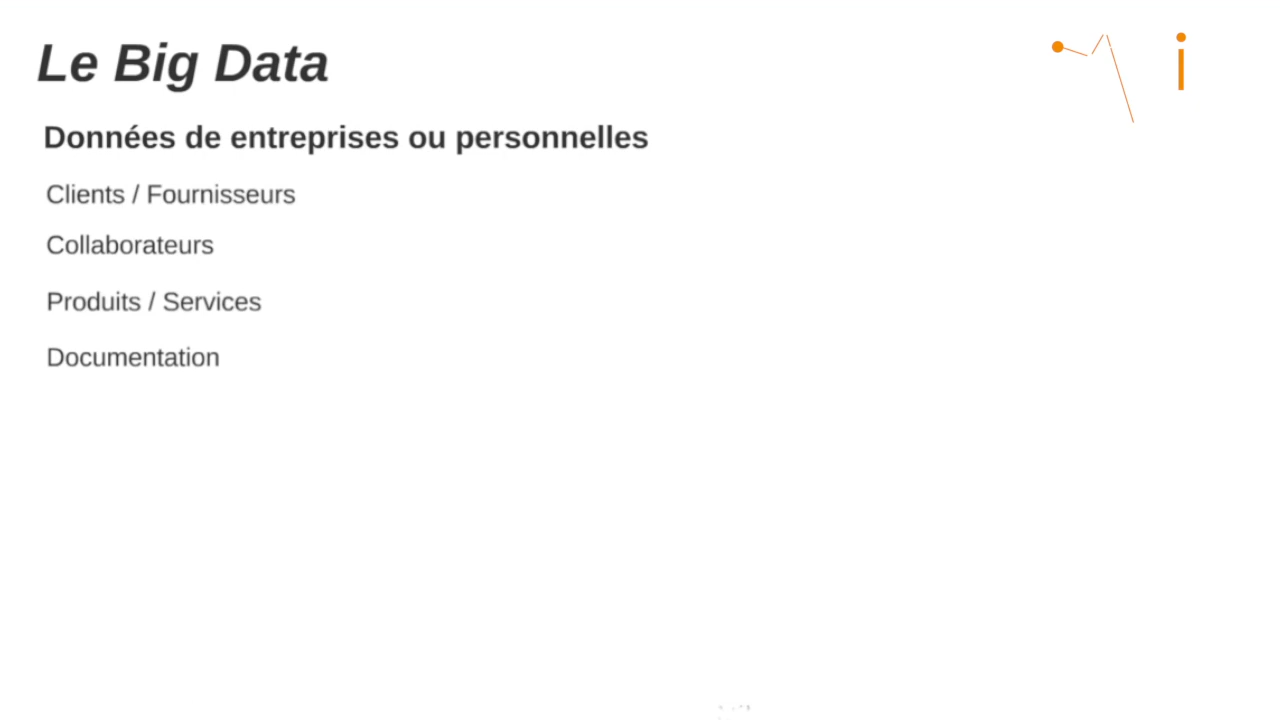 Le Big Data
Données de entreprises ou personnelles
Clients / Fournisseurs
Collaborateurs
Produits / Services
Documentation